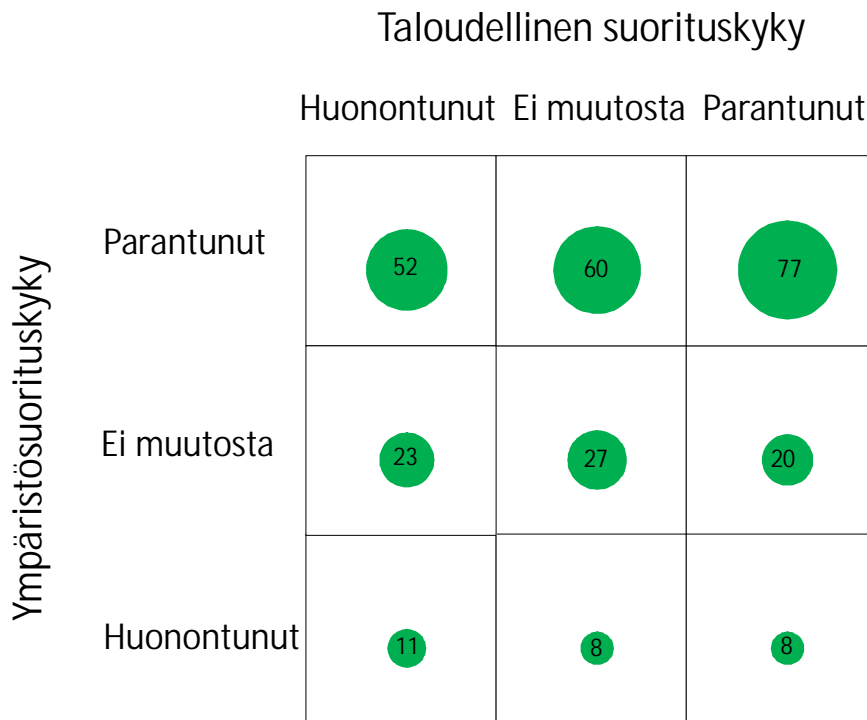 Taloudellinen suorituskyky
Huonontunut Ei muutosta Parantunut
Ympäristösuorituskyky
Parantunut
52 60 77
Ei muutosta
23 27 20
Huonontunut
11 8 8